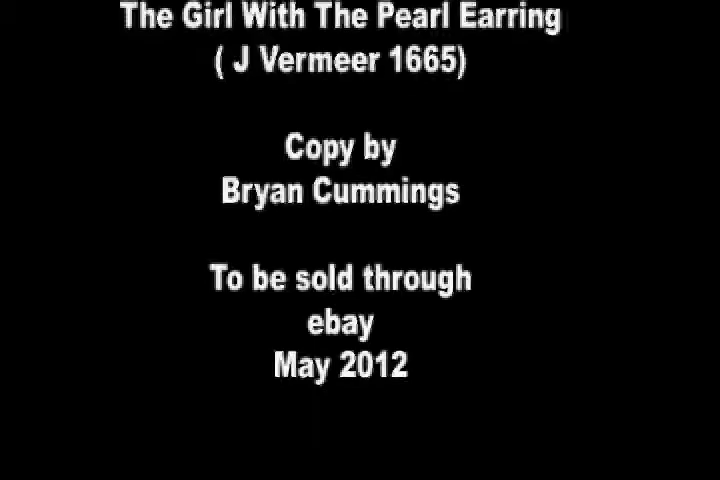 The Girl With The Pearl Earring
( J Vermeer 1665)
Copy by
Bryan Cummings
To be sold through
ebay
May 2012